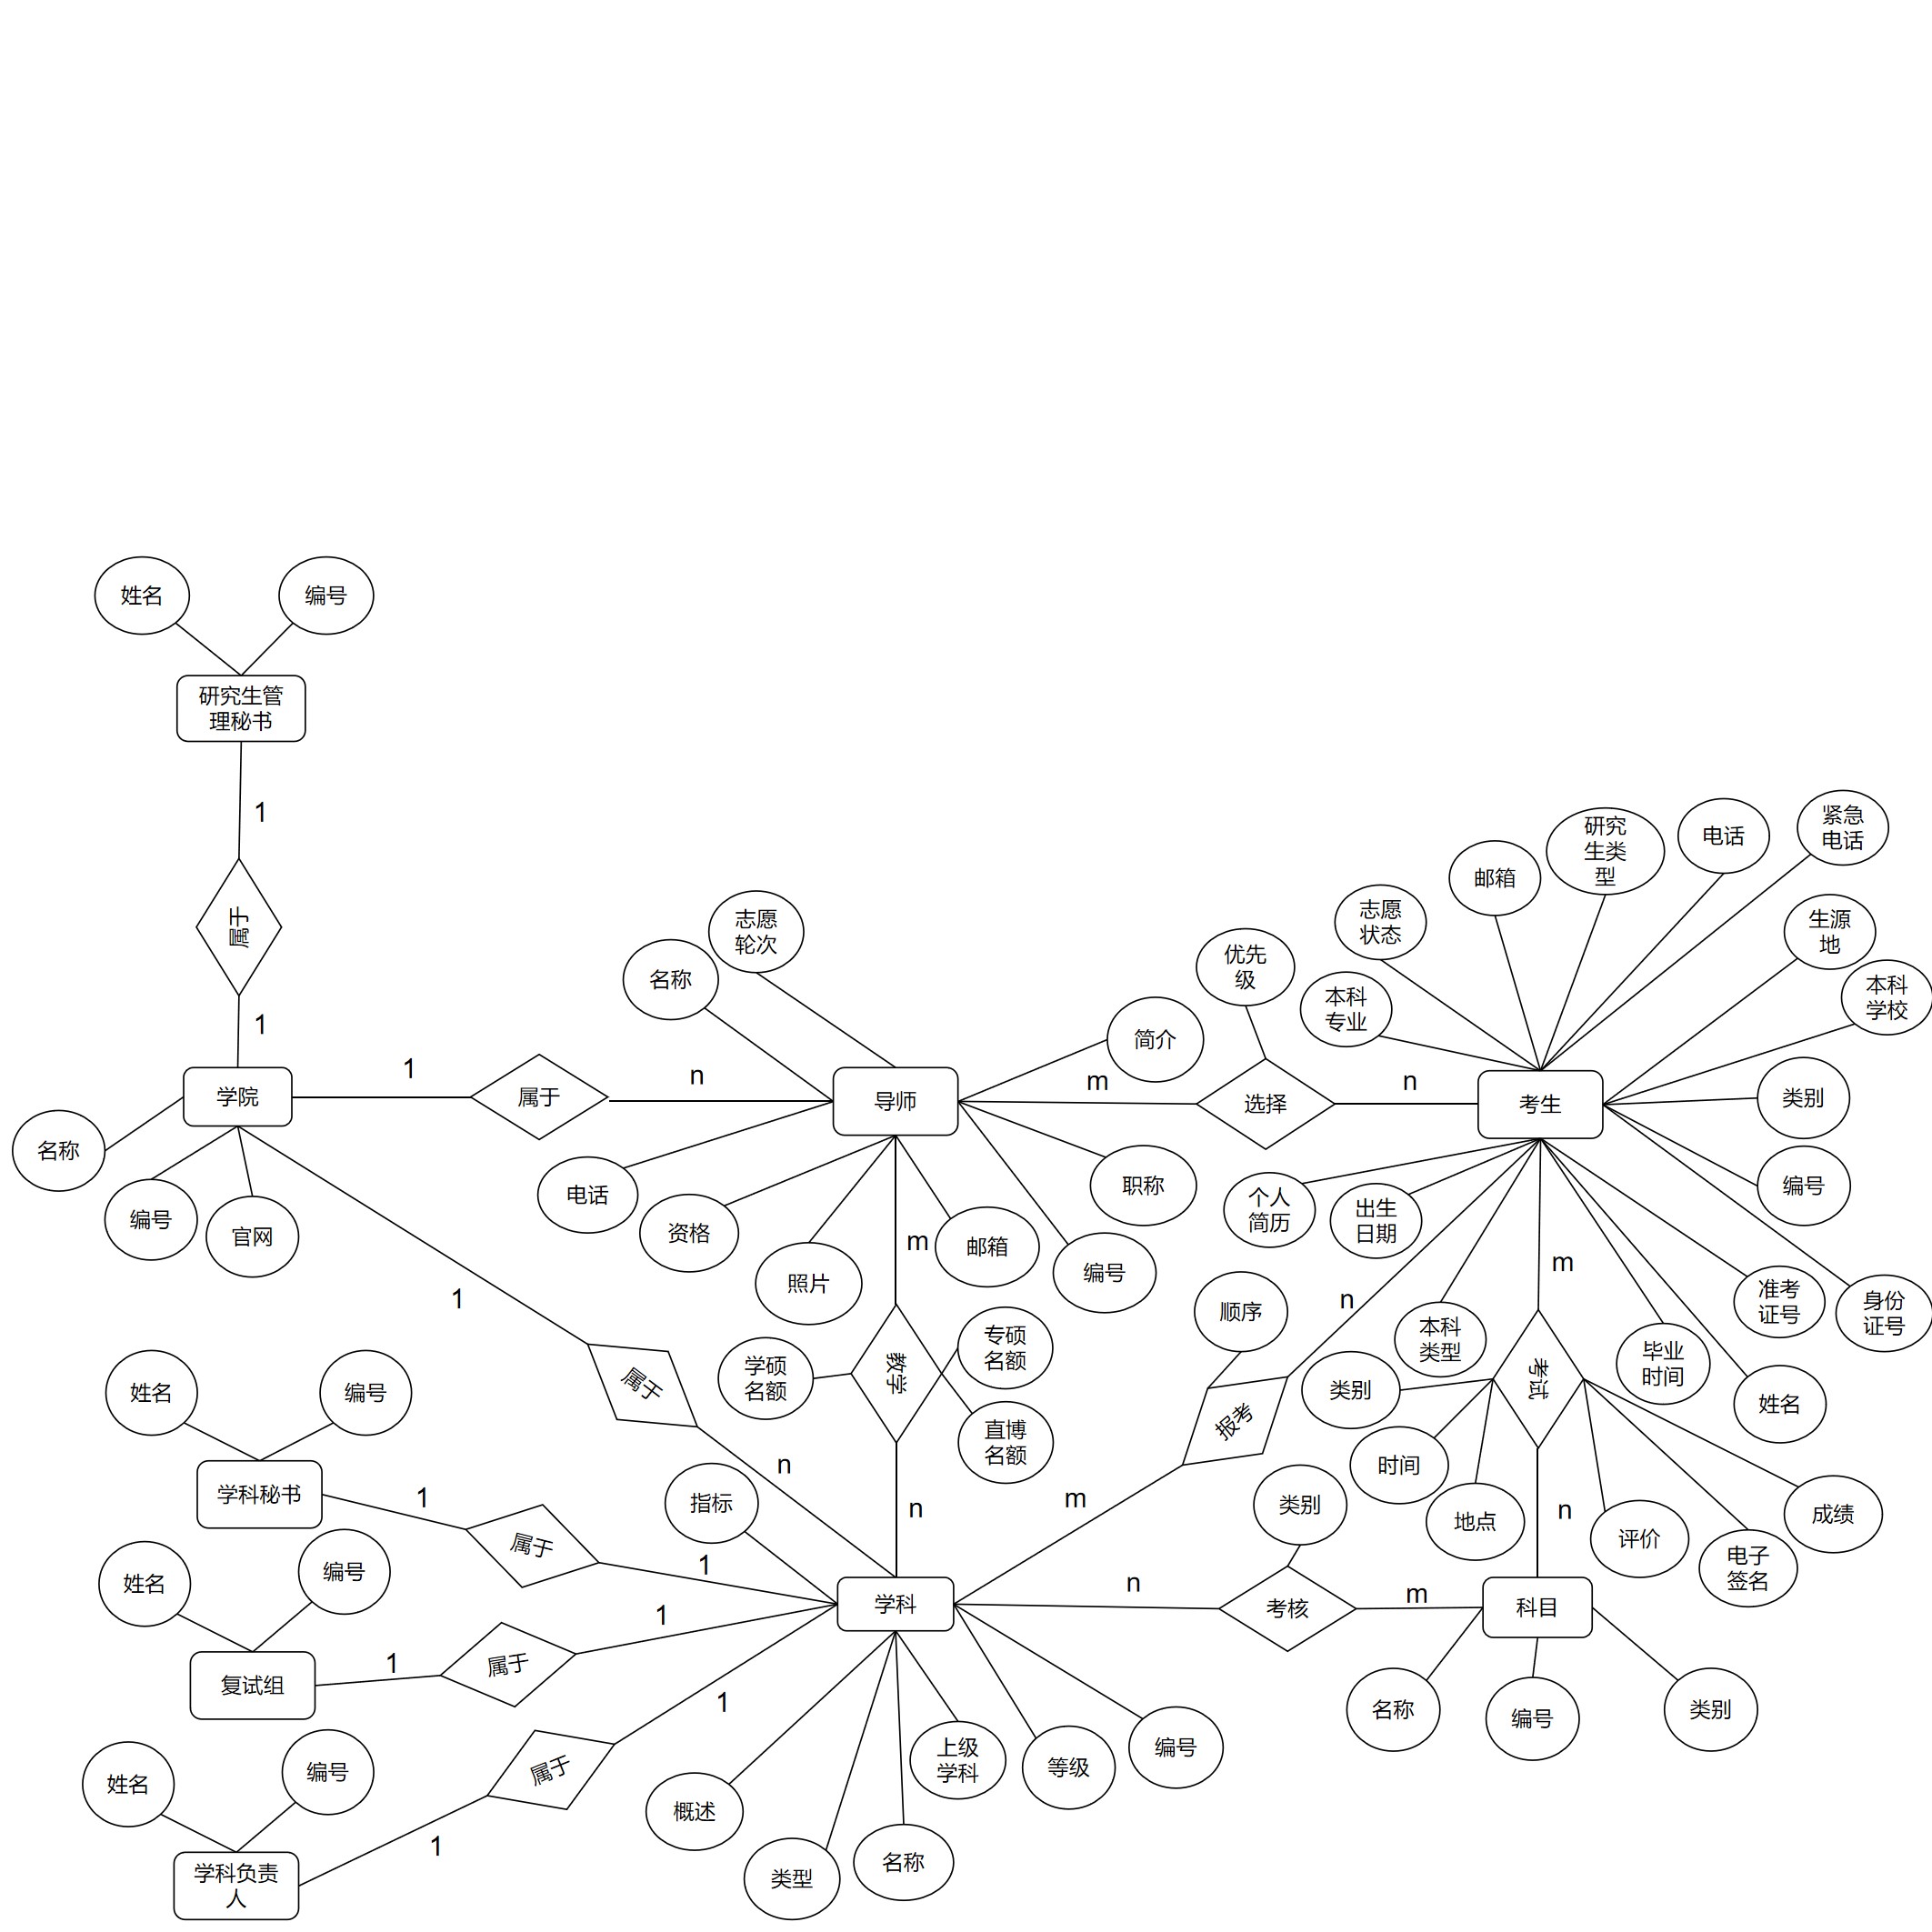 姓名
编号
研究生管
理秘书
1
属于
1
学院
名称
编号
官网
1
属于
n
志愿
轮次
名称
导师
电话
资格
照片
邮箱
编号
职称
简介
m
选择
优先
级
n
考生
本科
专业
志愿
状态
邮箱
研究
生类
型
电话
紧急
电话
生源
地
本科
学校
类别
编号
身份
证号
准考
证号
姓名
毕业
时间
本科
类型
出生
日期
个人
简历
m
教学
学硕
名额
专硕
名额
直博
名额
n
1
属于
n
n
报考
顺序
m
m
考试
类别
时间
地点
评价
电子
签名
成绩
n
姓名
编号
学科秘书
1
属于
1
姓名
编号
复试组
1
属于
1
姓名
编号
学科负责
人
1
属于
1
指标
学科
概述
类型
名称
上级
学科
等级
编号
n
考核
类别
m
科目
名称
编号
类别